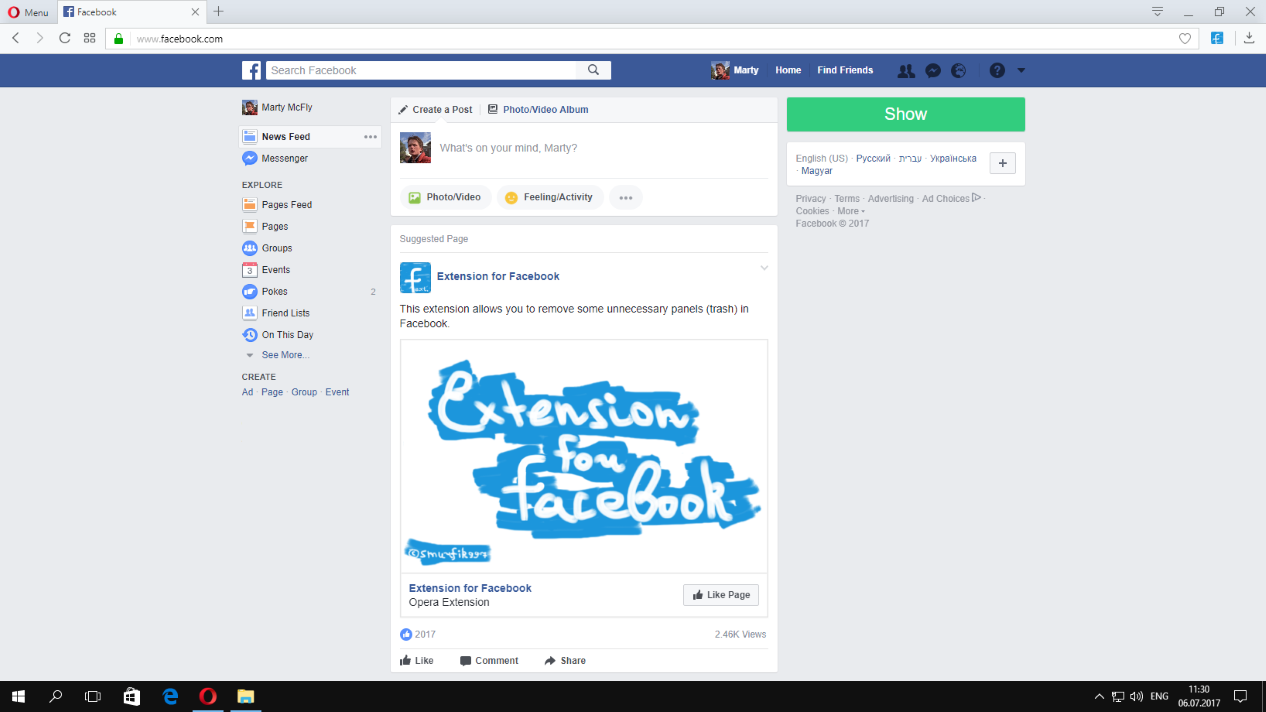 Menu
Facebook
www.facebook.com
Search Facebook
Marty
Home
Find Friends
Marty McFly
News Feed
Messenger
EXPLORE
Pages Feed
Pages
Groups
3
Events
Pokes
2
Friend Lists
On This Day
See More...
CREATE
Ad · Page · Group · Event
Create a Post
Photo/Video Album
What's on your mind, Marty?
Photo/Video
Feeling/Activity
Suggested Page
Extension for Facebook
This extension allows you to remove some unnecessary panels (trash) in
Facebook.
Extension
for
facebook
©smurfik997
Extension for Facebook
Opera Extension
Like Page
2017
2.46K Views
Like
Comment
Share
Show
English (US) · Русский · עברית · Українська
· Magyar
Privacy · Terms · Advertising · Ad Choices ·
Cookies · More
Facebook © 2017
ENG
11:30
06.07.2017